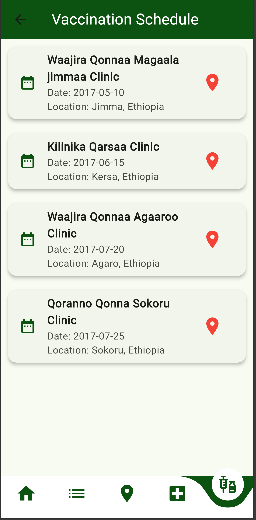 Vaccination Schedule
Waajira Qonnaa Magaala
jimmaa Clinic
Date: 2017-05-10
Location: Jimma, Ethiopia
Kilinika Qarsaa Clinic
Date: 2017-06-15
Location: Kersa, Ethiopia
Waajira Qonnaa Agaaroo
Clinic
Date: 2017-07-20
Location: Agaro, Ethiopia
Qoranno Qonna Sokoru
Clinic
Date: 2017-07-25
Location: Sokoru, Ethiopia